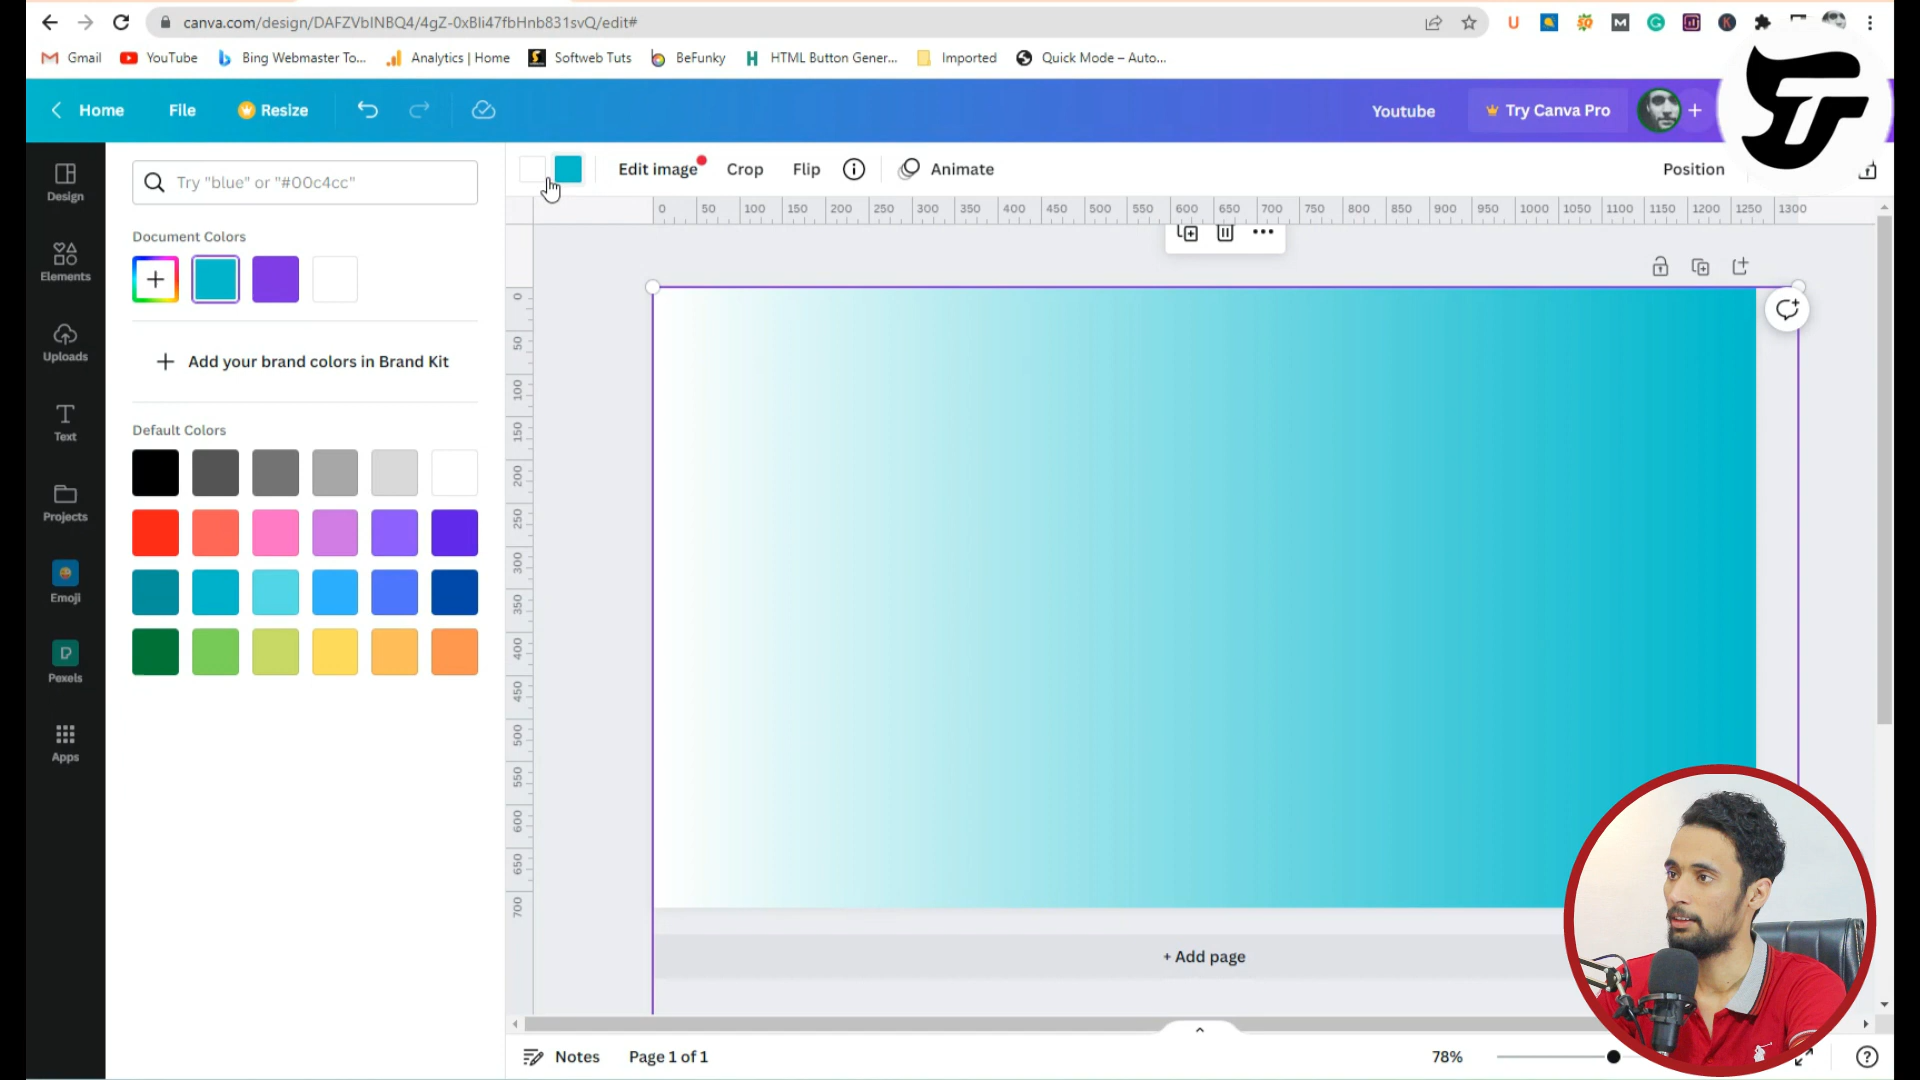 canva.com/design/DAFZVbINBQ4/4gZ-0xBli47fbHnb831svQ/edit#
Gmail YouTube Bing Webmaster To... Analytics | Home Softweb Tuts BeFunky HTML Button Gener... Imported Quick Mode – Auto...
Home File Resize Youtube Try Canva Pro
Try "blue" or "#00c4cc" Edit image Crop Flip Animate Position
Design
Document Colors
Elements
Uploads
Add your brand colors in Brand Kit
Text
Default Colors
Projects
Emoji
Pexels
Apps
0 50 100 150 200 250 300 350 400 450 500 550 600 650 700 750 800 850 900 950 1000 1050 1100 1150 1200 1250 1300
0
50
100
150
200
250
300
350
400
450
500
550
600
650
700
+ Add page
Notes Page 1 of 1 78%